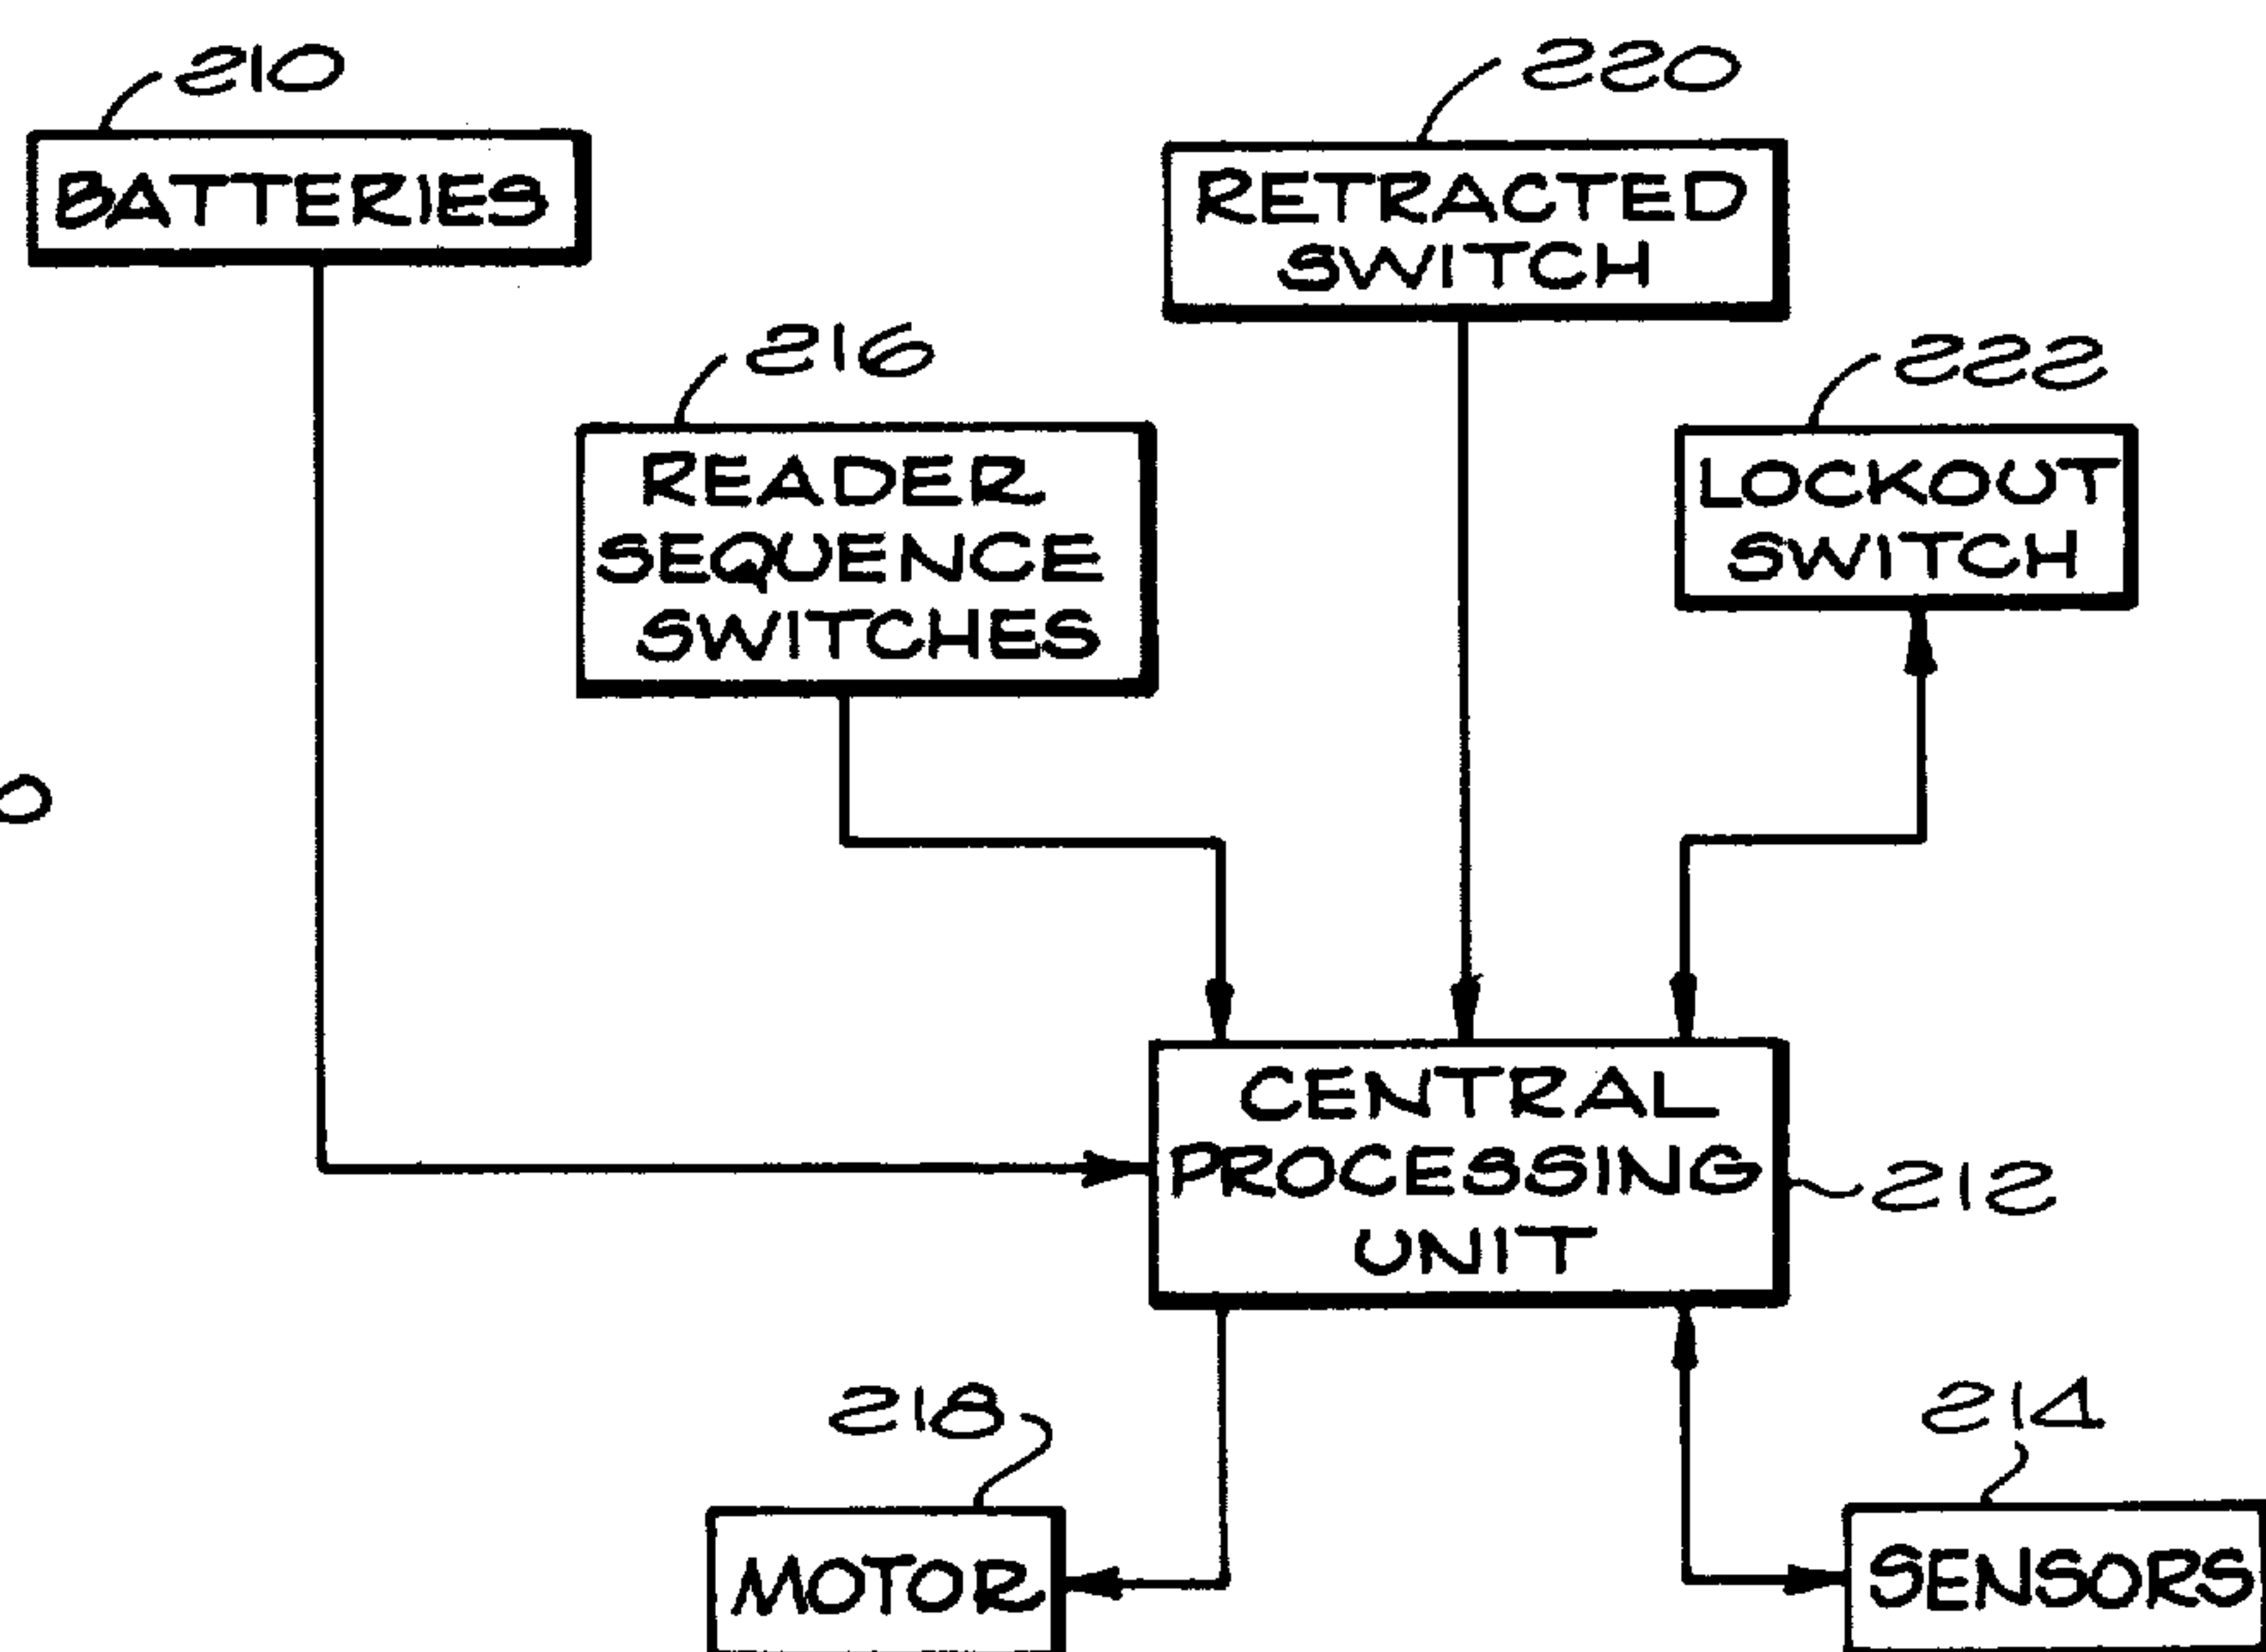 210
220
BATTERIES
RETRACTED
SWITCH
216
222
READER
SEQUENCE
SWITCHES
LOCKOUT
SWITCH
CENTRAL
PROCESSING
UNIT
212
218
214
MOTOR
SENSORS